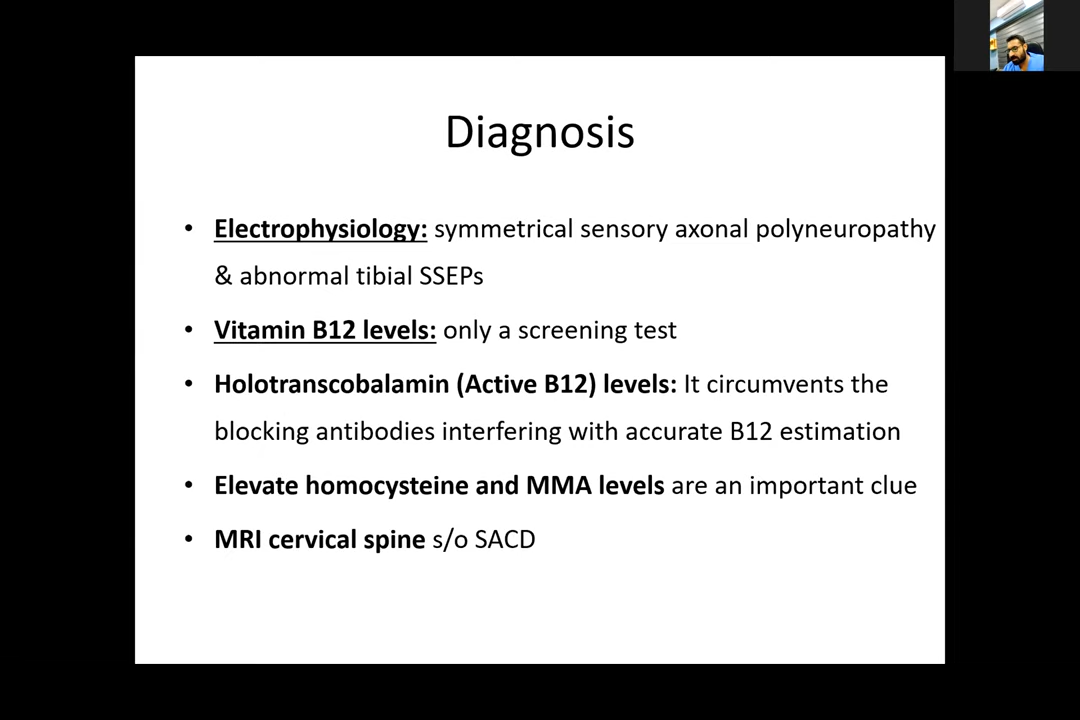 Diagnosis
• Electrophysiology: symmetrical sensory axonal polyneuropathy
& abnormal tibial SSEPs
• Vitamin B12 levels: only a screening test
• Holotranscobalamin (Active B12) levels: It circumvents the
blocking antibodies interfering with accurate B12 estimation
• Elevate homocysteine and MMA levels are an important clue
• MRI cervical spine s/o SACD